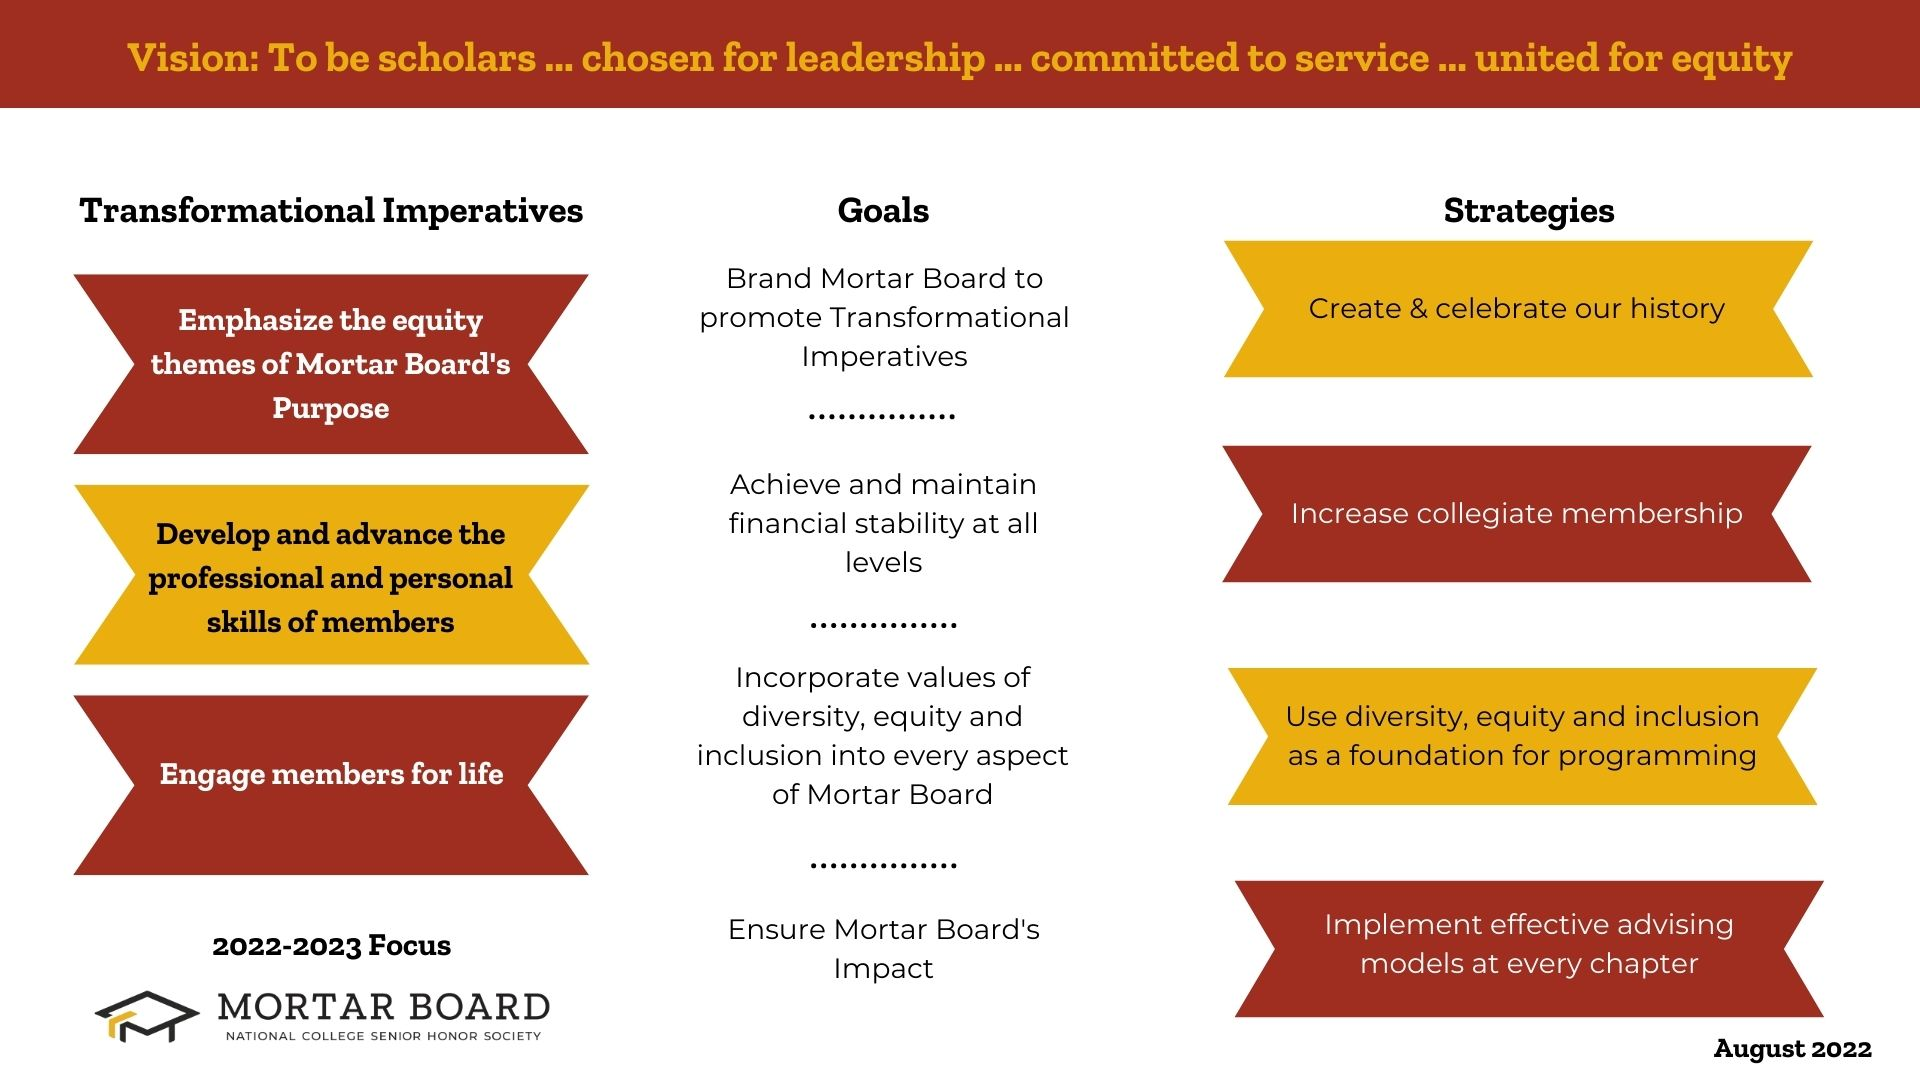 Vision: To be scholars ... chosen for leadership ... committed to service ... united for equity
Transformational Imperatives
Emphasize the equity
themes of Mortar Board's
Purpose
Develop and advance the
professional and personal
skills of members
Engage members for life
2022-2023 Focus
MORTAR BOARD
NATIONAL COLLEGE SENIOR HONOR SOCIETY
Goals
Brand Mortar Board to
promote Transformational
Imperatives
...............
Achieve and maintain
financial stability at all
levels
...............
Incorporate values of
diversity, equity and
inclusion into every aspect
of Mortar Board
...............
Ensure Mortar Board's
Impact
Strategies
Create & celebrate our history
Increase collegiate membership
Use diversity, equity and inclusion
as a foundation for programming
Implement effective advising
models at every chapter
August 2022